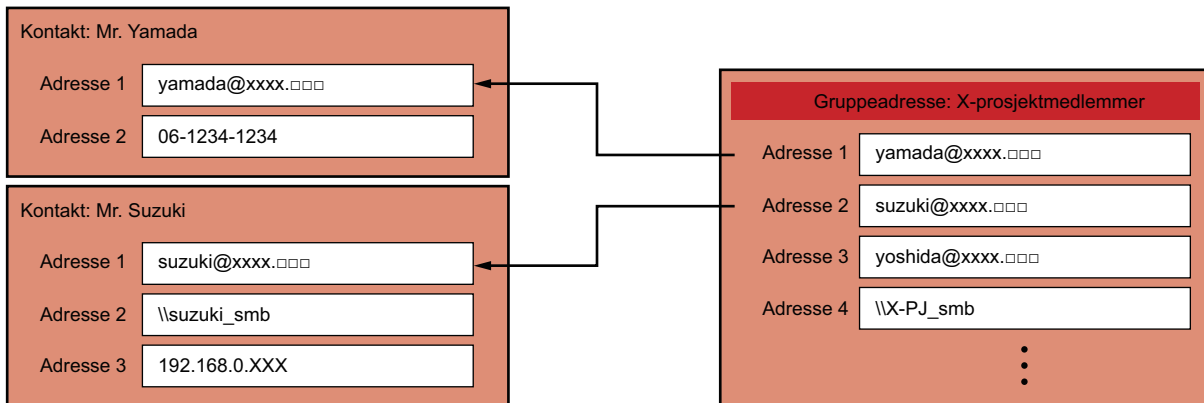 Kontakt: Mr. Yamada
Adresse 1 yamada@xxxx.□□□
Adresse 2 06-1234-1234
Kontakt: Mr. Suzuki
Adresse 1 suzuki@xxxx.□□□
Adresse 2 \\suzuki_smb
Adresse 3 192.168.0.XXX
Gruppeadresse: X-prosjektmedlemmer
Adresse 1 yamada@xxxx.□□□
Adresse 2 suzuki@xxxx.□□□
Adresse 3 yoshida@xxxx.□□□
Adresse 4 \\X-PJ_smb